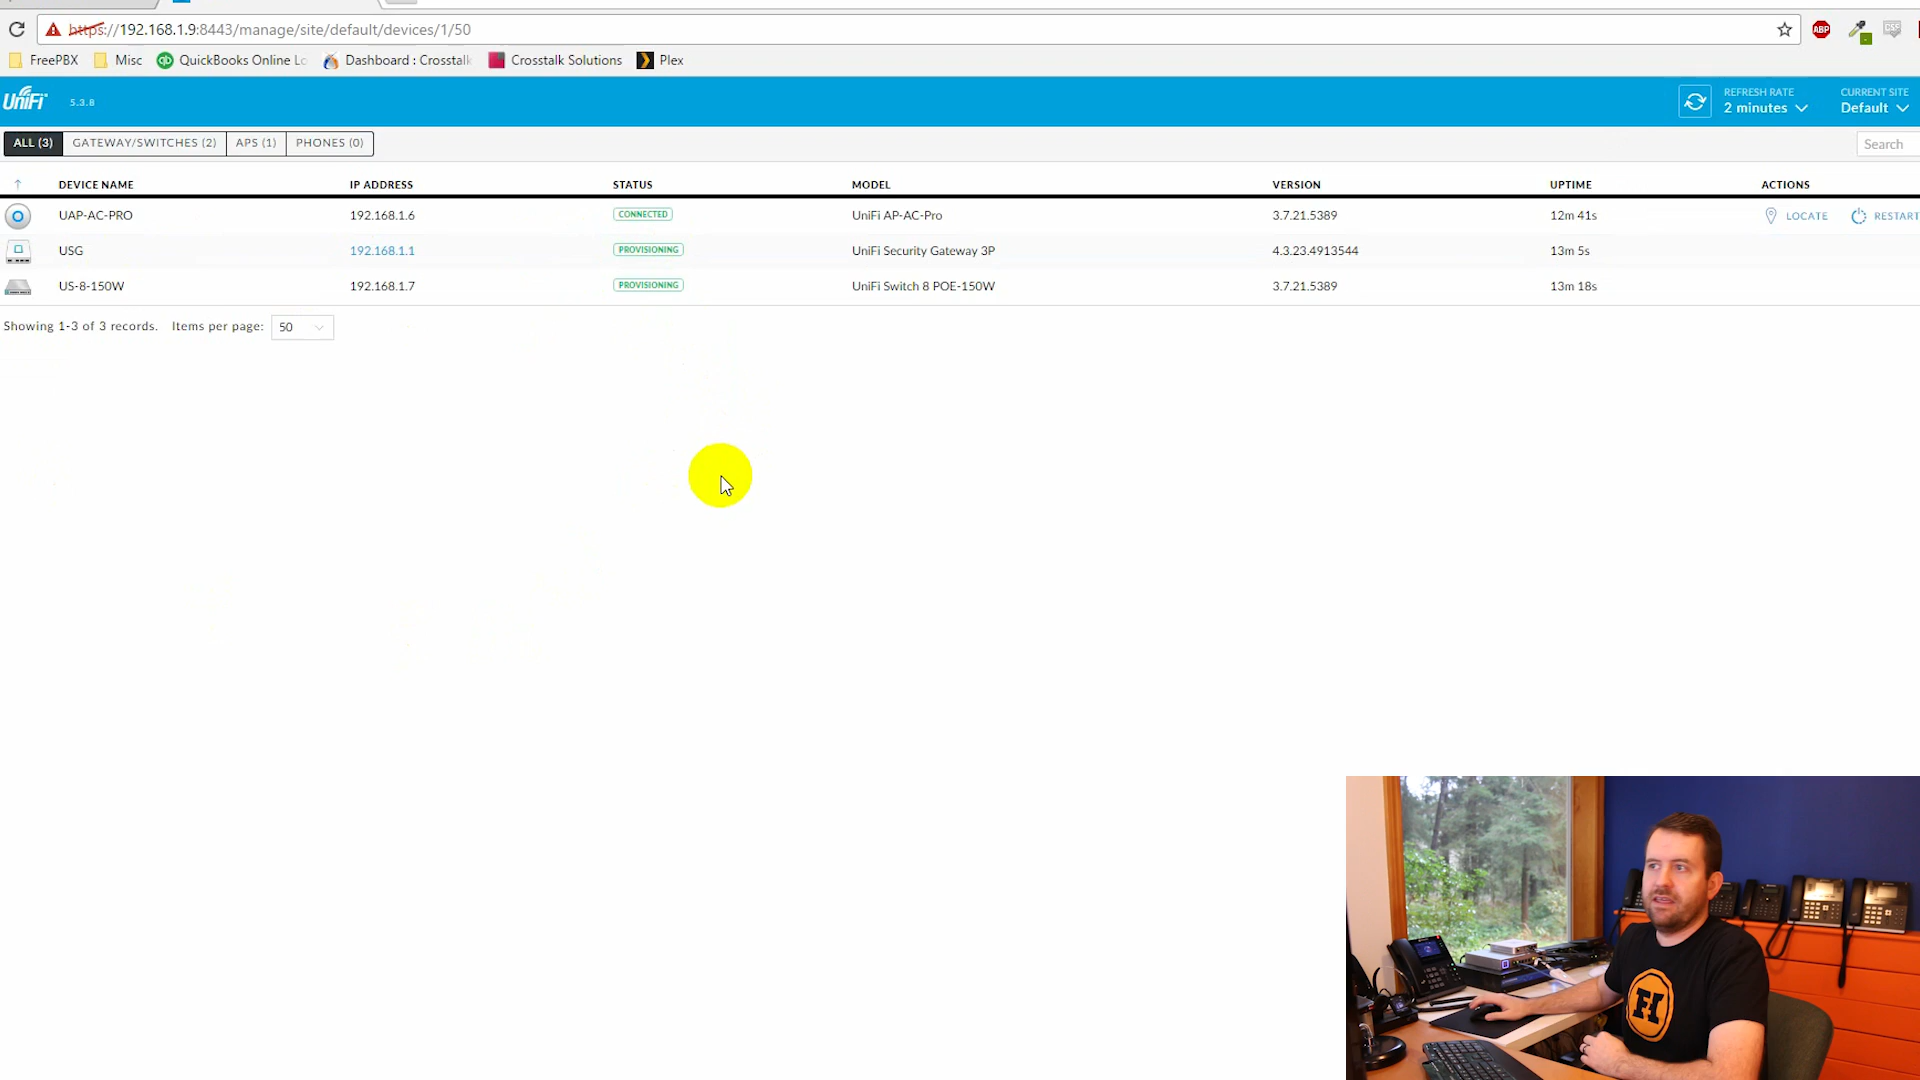 https://192.168.1.9:8443/manage/site/default/devices/1/50
ABP
FreePBX Misc QuickBooks Online Lo Dashboard : Crosstalk Crosstalk Solutions Plex
UniFi 5.3.8
REFRESH RATE
2 minutes
CURRENT SITE
Default
ALL (3) GATEWAY/SWITCHES (2) APS (1) PHONES (0)
Search
DEVICE NAME IP ADDRESS STATUS MODEL VERSION UPTIME ACTIONS
UAP-AC-PRO 192.168.1.6 CONNECTED UniFi AP-AC-Pro 3.7.21.5389 12m 41s LOCATE RESTART
USG 192.168.1.1 PROVISIONING UniFi Security Gateway 3P 4.3.23.4913544 13m 5s
US-8-150W 192.168.1.7 PROVISIONING UniFi Switch 8 POE-150W 3.7.21.5389 13m 18s
Showing 1-3 of 3 records. Items per page: 50